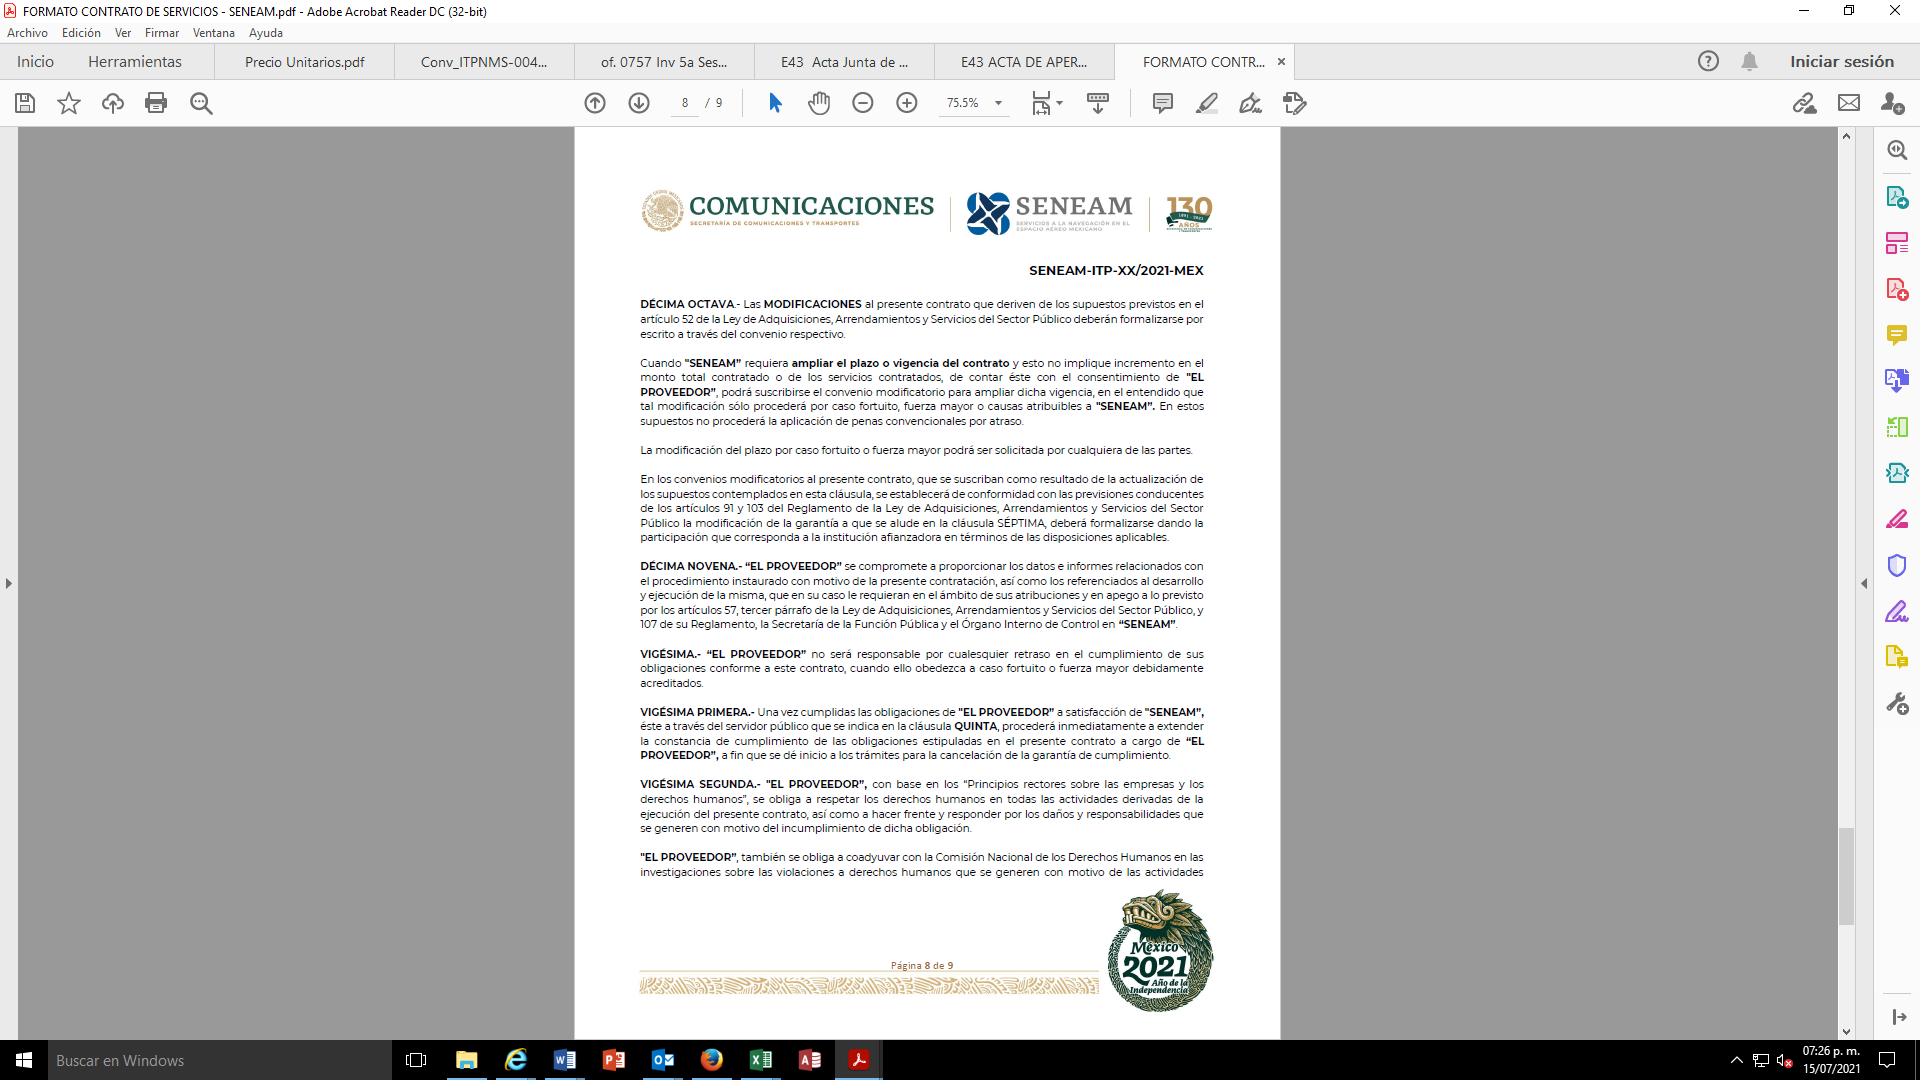 FORMATO CONTRATO DE SERVICIOS - SENEAM.pdf - Adobe Acrobat Reader DC (32-bit)
Archivo Edición Ver Firmar Ventana Ayuda
Inicio Herramientas Precio Unitarios.pdf Conv_ITPNMS-004... of. 0757 Inv 5a Ses... E43 Acta Junta de ... E43 ACTA DE APER... FORMATO CONTR... Iniciar sesión
8 / 9 75.5%
COMUNICACIONES
SECRETARÍA DE COMUNICACIONES Y TRANSPORTES
SENEAM
SERVICIOS A LA NAVEGACIÓN EN EL
ESPACIO AÉREO MEXICANO
130
1891 - 2021
AÑOS
SENEAM-ITP-XX/2021-MEX
DÉCIMA OCTAVA.- Las MODIFICACIONES al presente contrato que deriven de los supuestos previstos en el
artículo 52 de la Ley de Adquisiciones, Arrendamientos y Servicios del Sector Público deberán formalizarse por
escrito a través del convenio respectivo.
Cuando "SENEAM” requiera ampliar el plazo o vigencia del contrato y esto no implique incremento en el
monto total contratado o de los servicios contratados, de contar éste con el consentimiento de "EL
PROVEEDOR”, podrá suscribirse el convenio modificatorio para ampliar dicha vigencia, en el entendido que
tal modificación sólo procederá por caso fortuito, fuerza mayor o causas atribuibles a "SENEAM”. En estos
supuestos no procederá la aplicación de penas convencionales por atraso.
La modificación del plazo por caso fortuito o fuerza mayor podrá ser solicitada por cualquiera de las partes.
En los convenios modificatorios al presente contrato, que se suscriban como resultado de la actualización de
los supuestos contemplados en esta cláusula, se establecerá de conformidad con las previsiones conducentes
de los artículos 91 y 103 del Reglamento de la Ley de Adquisiciones, Arrendamientos y Servicios del Sector
Público la modificación de la garantía a que se alude en la cláusula SÉPTIMA, deberá formalizarse dando la
participación que corresponda a la institución afianzadora en términos de las disposiciones aplicables.
DÉCIMA NOVENA.- “EL PROVEEDOR” se compromete a proporcionar los datos e informes relacionados con
el procedimiento instaurado con motivo de la presente contratación, así como los referenciados al desarrollo
y ejecución de la misma, que en su caso le requieran en el ámbito de sus atribuciones y en apego a lo previsto
por los artículos 57, tercer párrafo de la Ley de Adquisiciones, Arrendamientos y Servicios del Sector Público, y
107 de su Reglamento, la Secretaría de la Función Pública y el Órgano Interno de Control en “SENEAM”.
VIGÉSIMA.- “EL PROVEEDOR” no será responsable por cualesquier retraso en el cumplimiento de sus
obligaciones conforme a este contrato, cuando ello obedezca a caso fortuito o fuerza mayor debidamente
acreditados.
VIGÉSIMA PRIMERA.- Una vez cumplidas las obligaciones de "EL PROVEEDOR” a satisfacción de "SENEAM”,
éste a través del servidor público que se indica en la cláusula QUINTA, procederá inmediatamente a extender
la constancia de cumplimiento de las obligaciones estipuladas en el presente contrato a cargo de “EL
PROVEEDOR”, a fin que se dé inicio a los trámites para la cancelación de la garantía de cumplimiento.
VIGÉSIMA SEGUNDA.- "EL PROVEEDOR”, con base en los “Principios rectores sobre las empresas y los
derechos humanos”, se obliga a respetar los derechos humanos en todas las actividades derivadas de la
ejecución del presente contrato, así como a hacer frente y responder por los daños y responsabilidades que
se generen con motivo del incumplimiento de dicha obligación.
"EL PROVEEDOR”, también se obliga a coadyuvar con la Comisión Nacional de los Derechos Humanos en las
investigaciones sobre las violaciones a derechos humanos que se generen con motivo de las actividades
México
2021
Año de la
Independencia
Página 8 de 9
Buscar en Windows
07:26 p. m.
15/07/2021